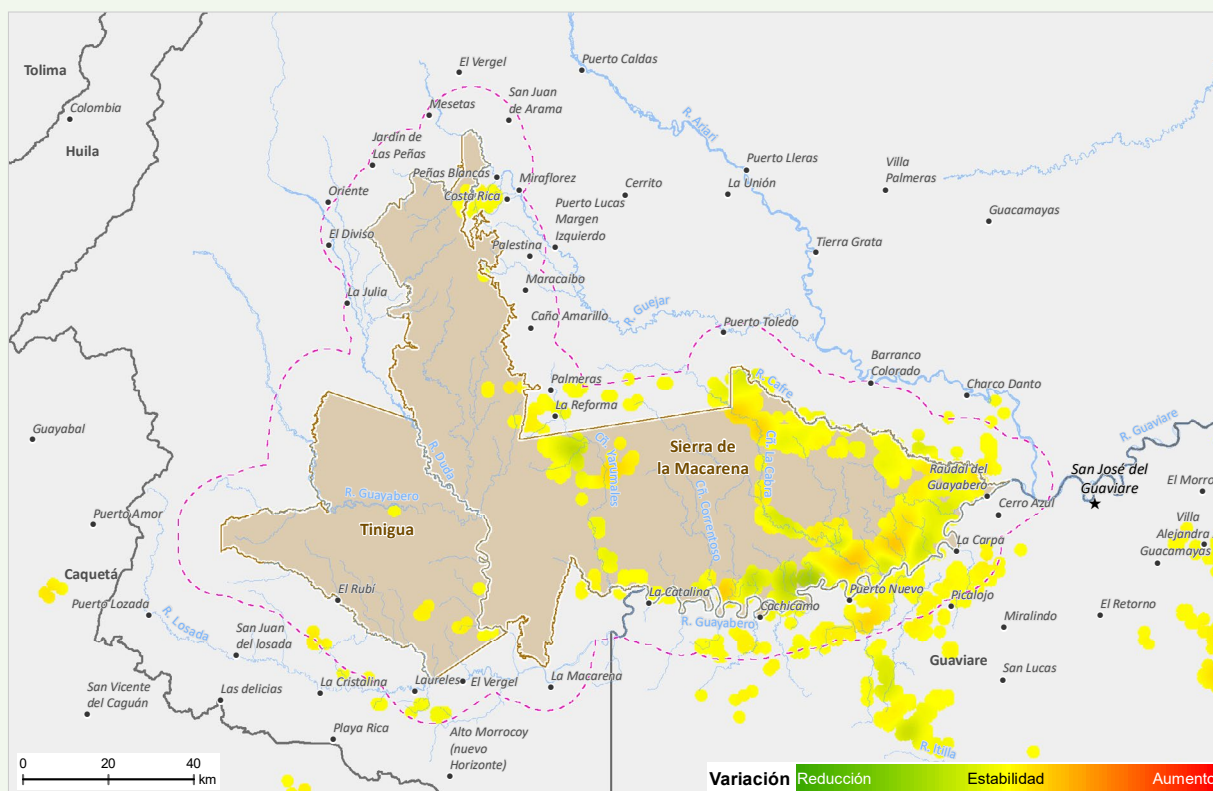 El Vergel
Puerto Caldas
Tolima
Colombia
Huila
Mesetas
San Juan
de Arama
R. Ariari
Jardín de
Las Peñas
Peñas Blancas
Miraflorez
Costa Rica
Oriente
El Diviso
Palestina
Puerto Lucas
Margen
Izquierdo
Cerrito
Puerto Lleras
La Unión
Villa
Palmeras
Guacamayas
Tierra Grata
La Julia
Maracaibo
Caño Amarillo
R. Guejar
Puerto Toledo
Barranco
Colorado
Charco Danto
Palmeras
La Reforma
R. Cafre
Guayabal
R. Duda
Cñ. Yarumales
Sierra de
la Macarena
Cñ. La Cabra
Cñ. Correntoso
Raudal del
Guayabero
Cerro Azul
R. Guaviare
San José del
Guaviare
El Morro
R. Guayabero
Tinigua
Puerto Amor
Villa
Alejandra
Guacamayas
La Carpa
Caquetá
Puerto Lozada
El Rubí
La Catalina
Cachicamo
Puerto Nuevo
Picalojo
Miralindo
El Retorno
R. Losada
San Juan
del losada
R. Guayabero
Guaviare
San Lucas
San Vicente
del Caguán
Las delicias
La Cristalina
Laureles
El Vergel
La Macarena
Playa Rica
Alto Morrocoy
(nuevo
Horizonte)
R. Itilla
0 20 40
km
Variación Reducción Estabilidad Aumento